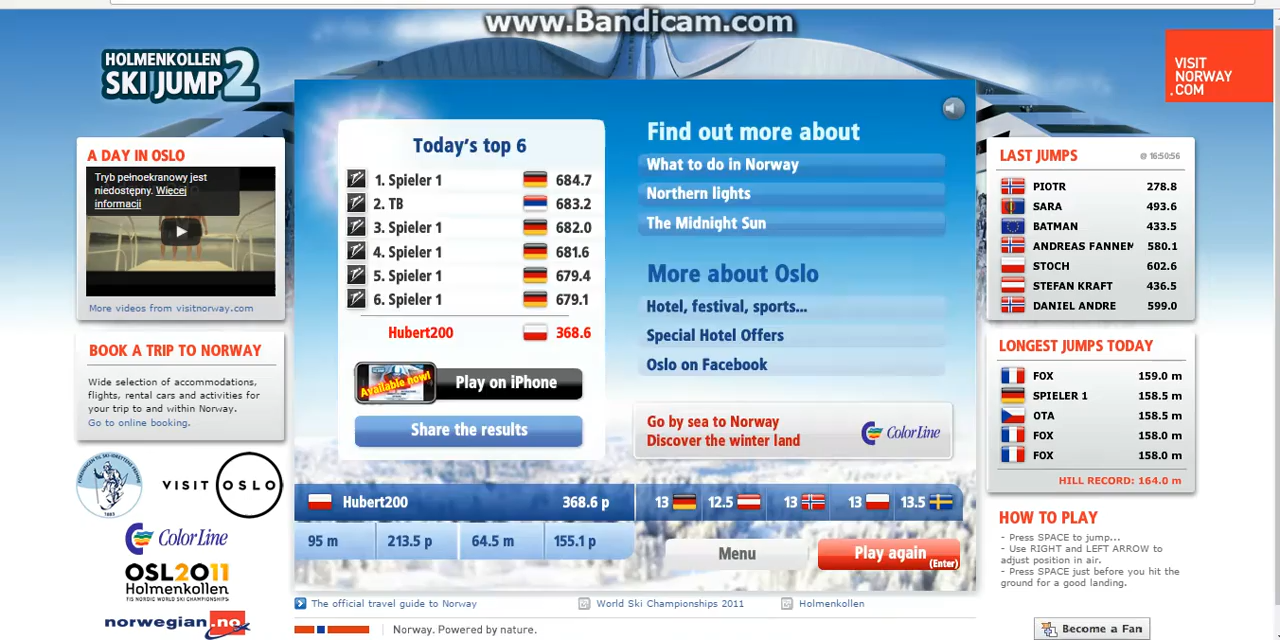 www.Bandicam.com
HOLMENKOLLEN
SKI JUMP 2
VISIT
NORWAY
.COM
A DAY IN OSLO
Tryb pełnoekranowy jest
niedostępny. Więcej
informacji
More videos from visitnorway.com
BOOK A TRIP TO NORWAY
Wide selection of accommodations,
flights, rental cars and activities for
your trip to and within Norway.
Go to online booking.
VISIT OSLO
Color Line
OSL2011
Holmenkollen
FIS NORDIC WORLD SKI CHAMPIONSHIPS
norwegian.no
Today's top 6
1. Spieler 1 684.7
2. TB 683.2
3. Spieler 1 682.0
4. Spieler 1 681.6
5. Spieler 1 679.4
6. Spieler 1 679.1
Hubert200 368.6
Available now!
Play on iPhone
Share the results
Find out more about
What to do in Norway
Northern lights
The Midnight Sun
More about Oslo
Hotel, festival, sports...
Special Hotel Offers
Oslo on Facebook
Go by sea to Norway
Discover the winter land
Color Line
Hubert200 368.6 p 13 12.5 13 13 13.5
95 m 213.5 p 64.5 m 155.1 p
Menu
Play again
(Enter)
The official travel guide to Norway
World Ski Championships 2011
Holmenkollen
Norway. Powered by nature.
LAST JUMPS @ 16:50:56
PIOTR 278.8
SARA 493.6
BATMAN 433.5
ANDREAS FANNEM 580.1
STOCH 602.6
STEFAN KRAFT 436.5
DANIEL ANDRE 599.0
LONGEST JUMPS TODAY
FOX 159.0 m
SPIELER 1 158.5 m
OTA 158.5 m
FOX 158.0 m
FOX 158.0 m
HILL RECORD: 164.0 m
HOW TO PLAY
- Press SPACE to jump...
- Use RIGHT and LEFT ARROW to
adjust position in air.
- Press SPACE just before you hit the
ground for a good landing.
Become a Fan